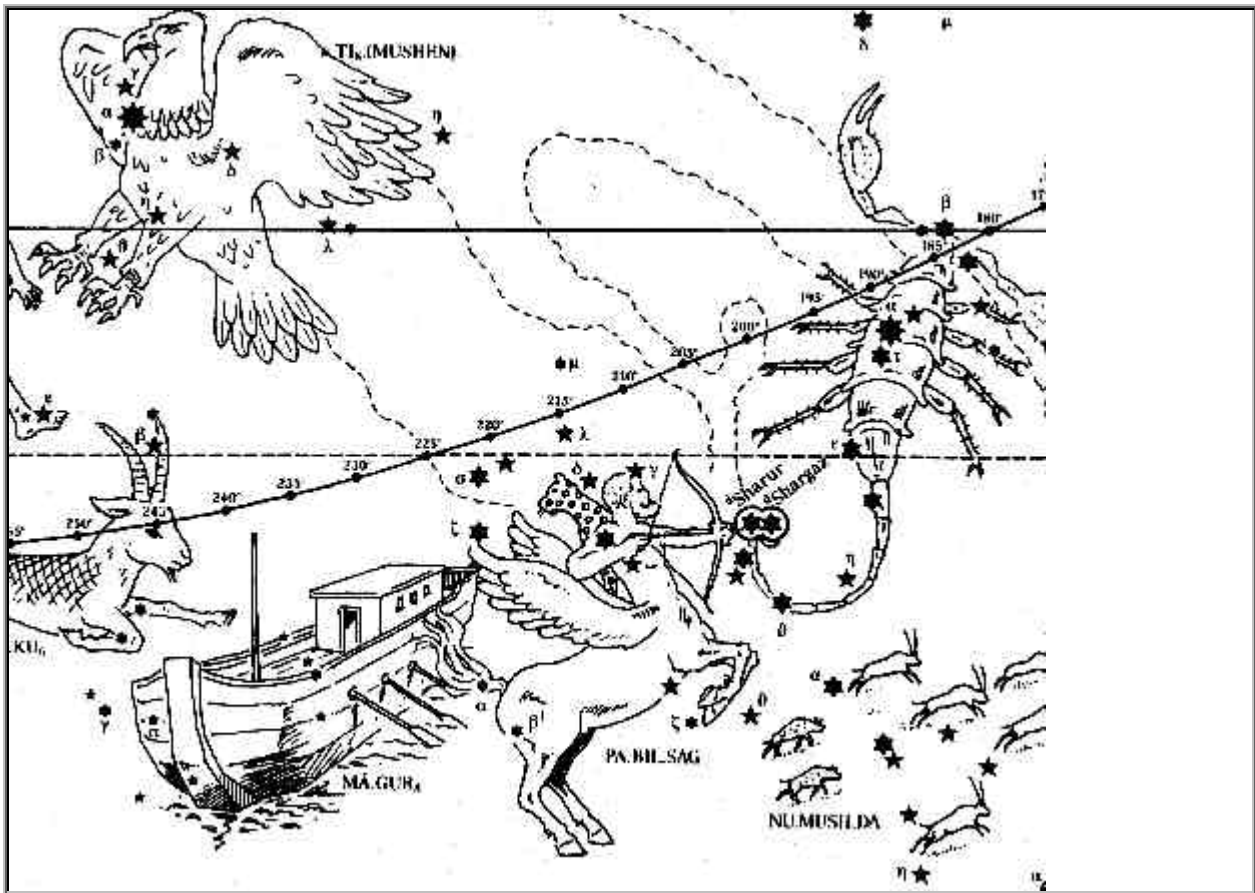 TI₈.(MUSHEN)
δ
μ
γ
α
β
δ
η
η
θ
λ
β
180°
185°
190°
195°
200°
205°
210°
215°
220°
225°
230°
235°
240°
245°
250°
α
τ
ε
μ
λ
σ
δ
γ
ζ
β
ᵈSharur
ᵈShargaz
η
θ
α
γ
α
β
ζ
θ
PA.BIL.SAG
MÁ.GUR₈
NU.MUSH.DA
η
α